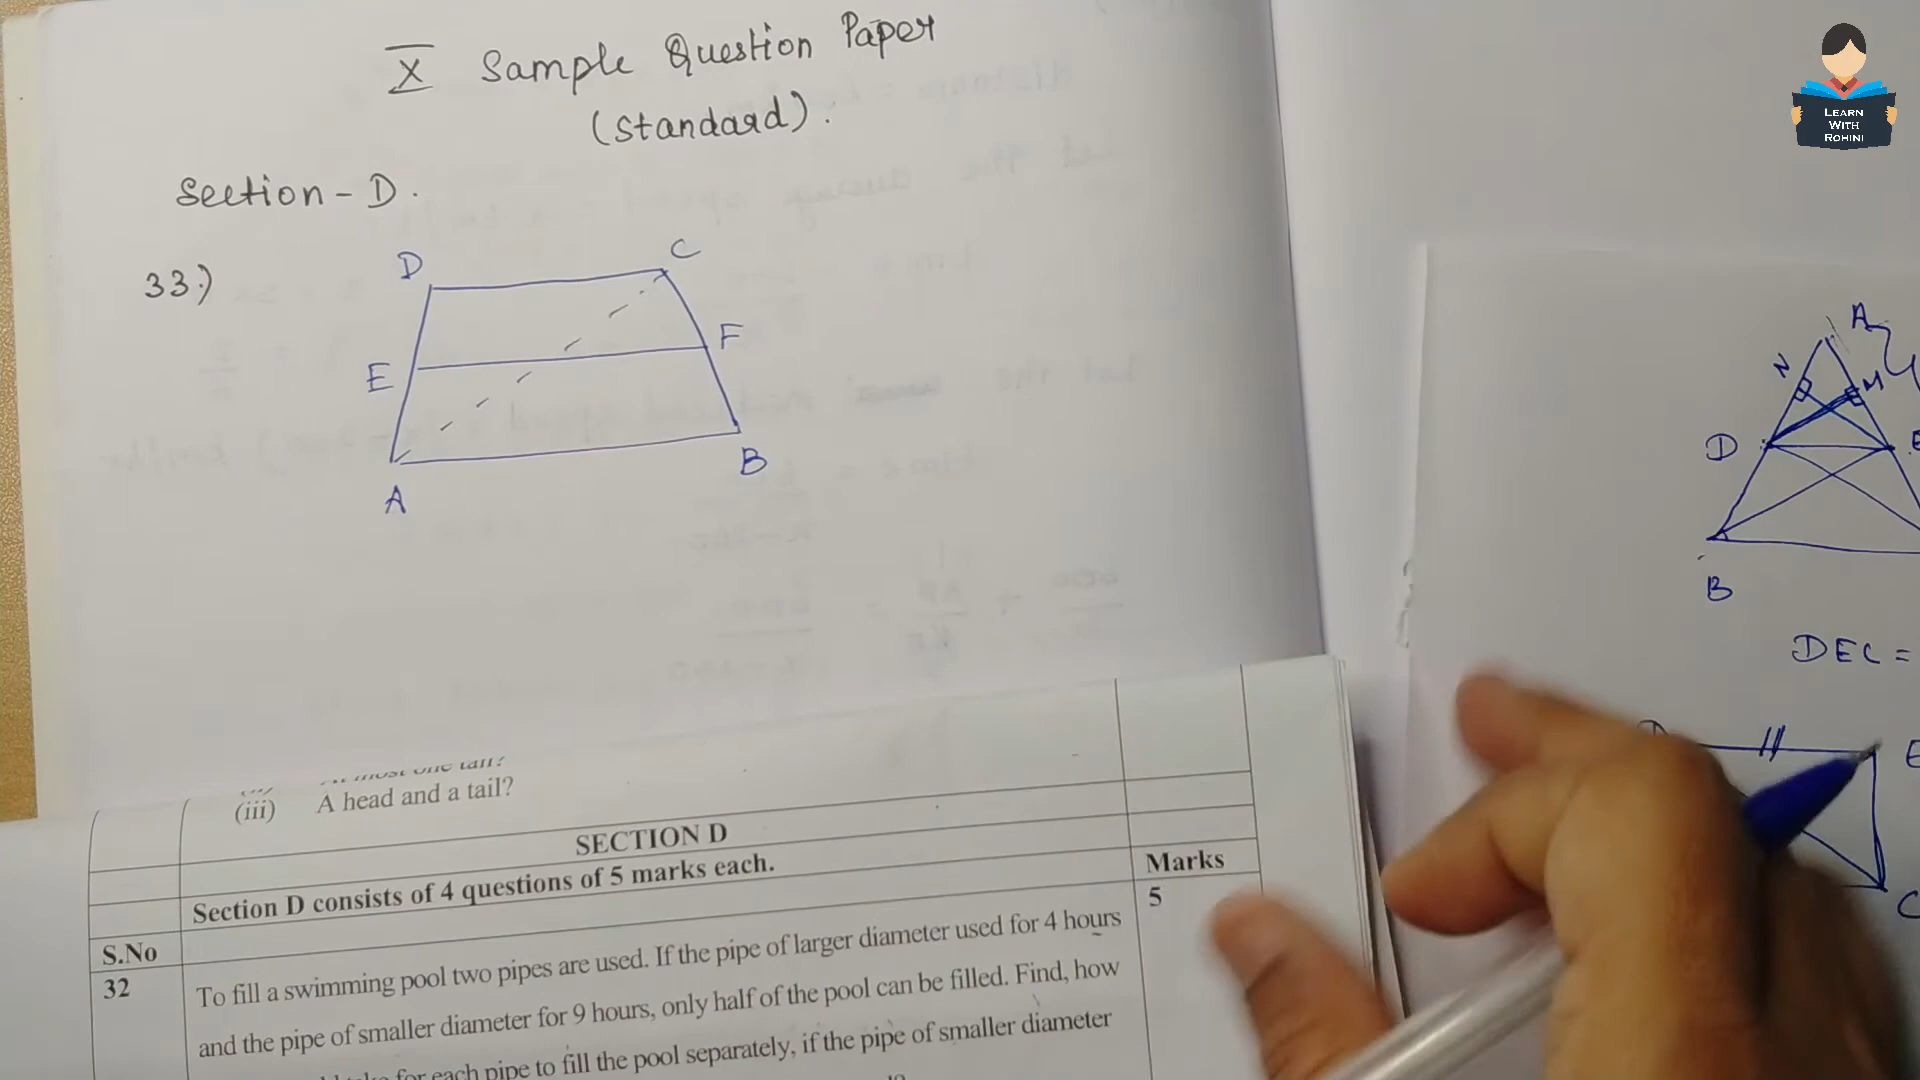 X Sample Question Paper
(standard).
Section - D.
33.)
D
C
E
F
A
B
LEARN
WITH
ROHINI
A
N
M
D
E
B
DEC =
D
E
C
(iii) A head and a tail?
SECTION D
Section D consists of 4 questions of 5 marks each.
S.No
Marks
32
To fill a swimming pool two pipes are used. If the pipe of larger diameter used for 4 hours
5
and the pipe of smaller diameter for 9 hours, only half of the pool can be filled. Find, how
for each pipe to fill the pool separately, if the pipe of smaller diameter